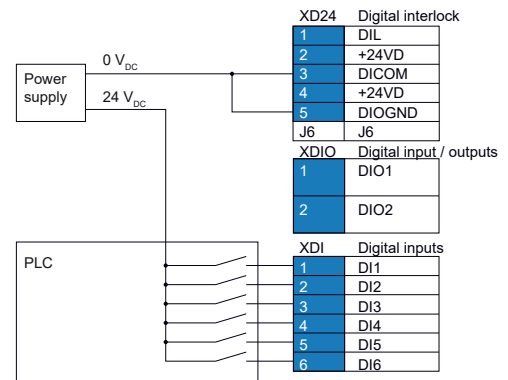 XD24 Digital interlock
1 DIL
2 +24VD
3 DICOM
4 +24VD
5 DIOGND
J6 J6
Power
supply
0 VDC
24 VDC
XDIO Digital input / outputs
1 DIO1
2 DIO2
PLC
XDI Digital inputs
1 DI1
2 DI2
3 DI3
4 DI4
5 DI5
6 DI6